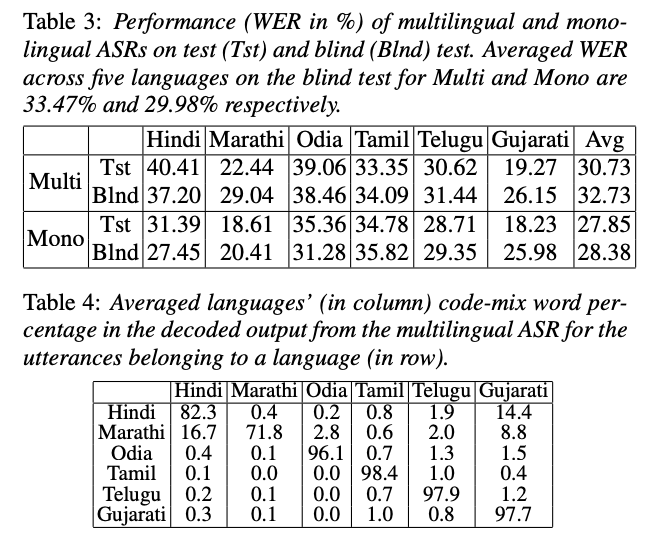 Table 3: Performance (WER in %) of multilingual and mono-
lingual ASRs on test (Tst) and blind (Blnd) test. Averaged WER
across five languages on the blind test for Multi and Mono are
33.47% and 29.98% respectively.
Hindi Marathi Odia Tamil Telugu Gujarati Avg
Multi Tst 40.41 22.44 39.06 33.35 30.62 19.27 30.73
Blnd 37.20 29.04 38.46 34.09 31.44 26.15 32.73
Mono Tst 31.39 18.61 35.36 34.78 28.71 18.23 27.85
Blnd 27.45 20.41 31.28 35.82 29.35 25.98 28.38
Table 4: Averaged languages' (in column) code-mix word per-
centage in the decoded output from the multilingual ASR for the
utterances belonging to a language (in row).
Hindi Marathi Odia Tamil Telugu Gujarati
Hindi 82.3 0.4 0.2 0.8 1.9 14.4
Marathi 16.7 71.8 2.8 0.6 2.0 8.8
Odia 0.4 0.1 96.1 0.7 1.3 1.5
Tamil 0.1 0.0 0.0 98.4 1.0 0.4
Telugu 0.2 0.1 0.0 0.7 97.9 1.2
Gujarati 0.3 0.1 0.0 1.0 0.8 97.7